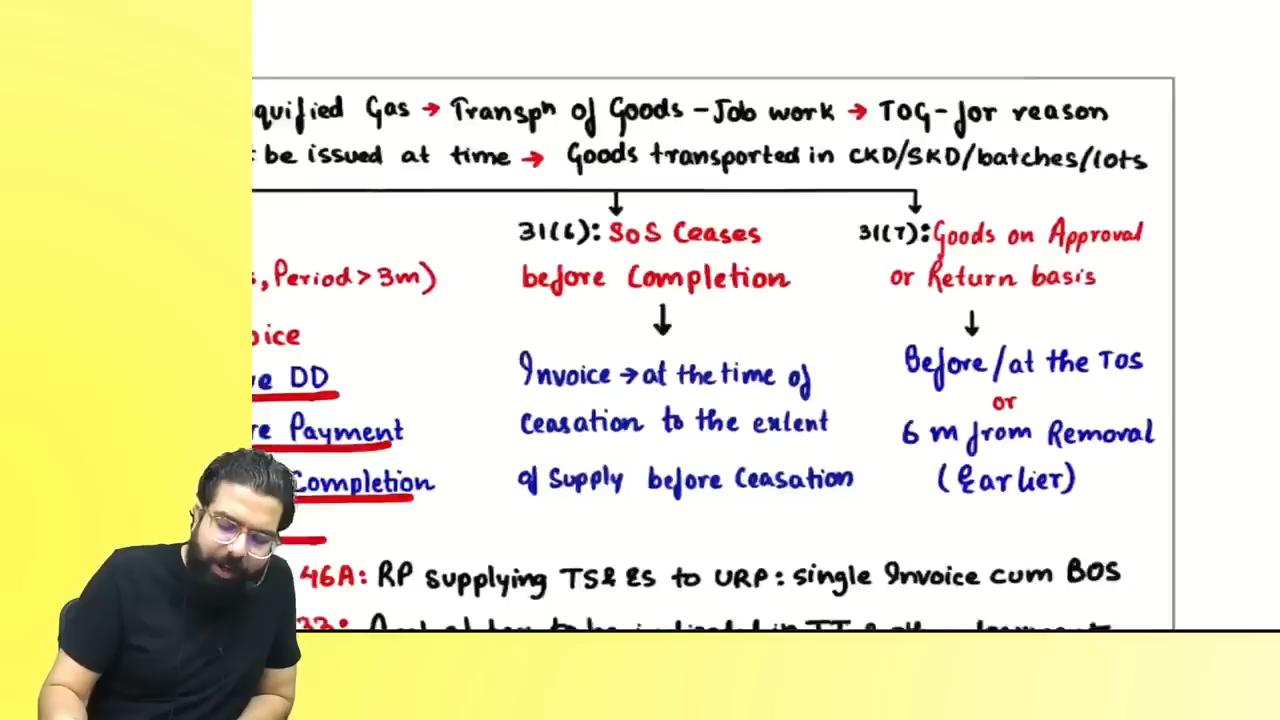 quified Gas → Transpⁿ of Goods - Job work → TOG - for reason
be issued at time → Goods transported in CKD/SKD/batches/lots
31(6): SoS Ceases
before Completion
31(7): Goods on Approval
or Return basis
, Period > 3m)
oice
DD
Payment
Completion
Invoice → at the time of
Ceasation to the extent
of Supply before Ceasation
Before/at the TOS
or
6 m from Removal
(Earlier)
46A: RP supplying TS & ES to URP: single Invoice cum BOS